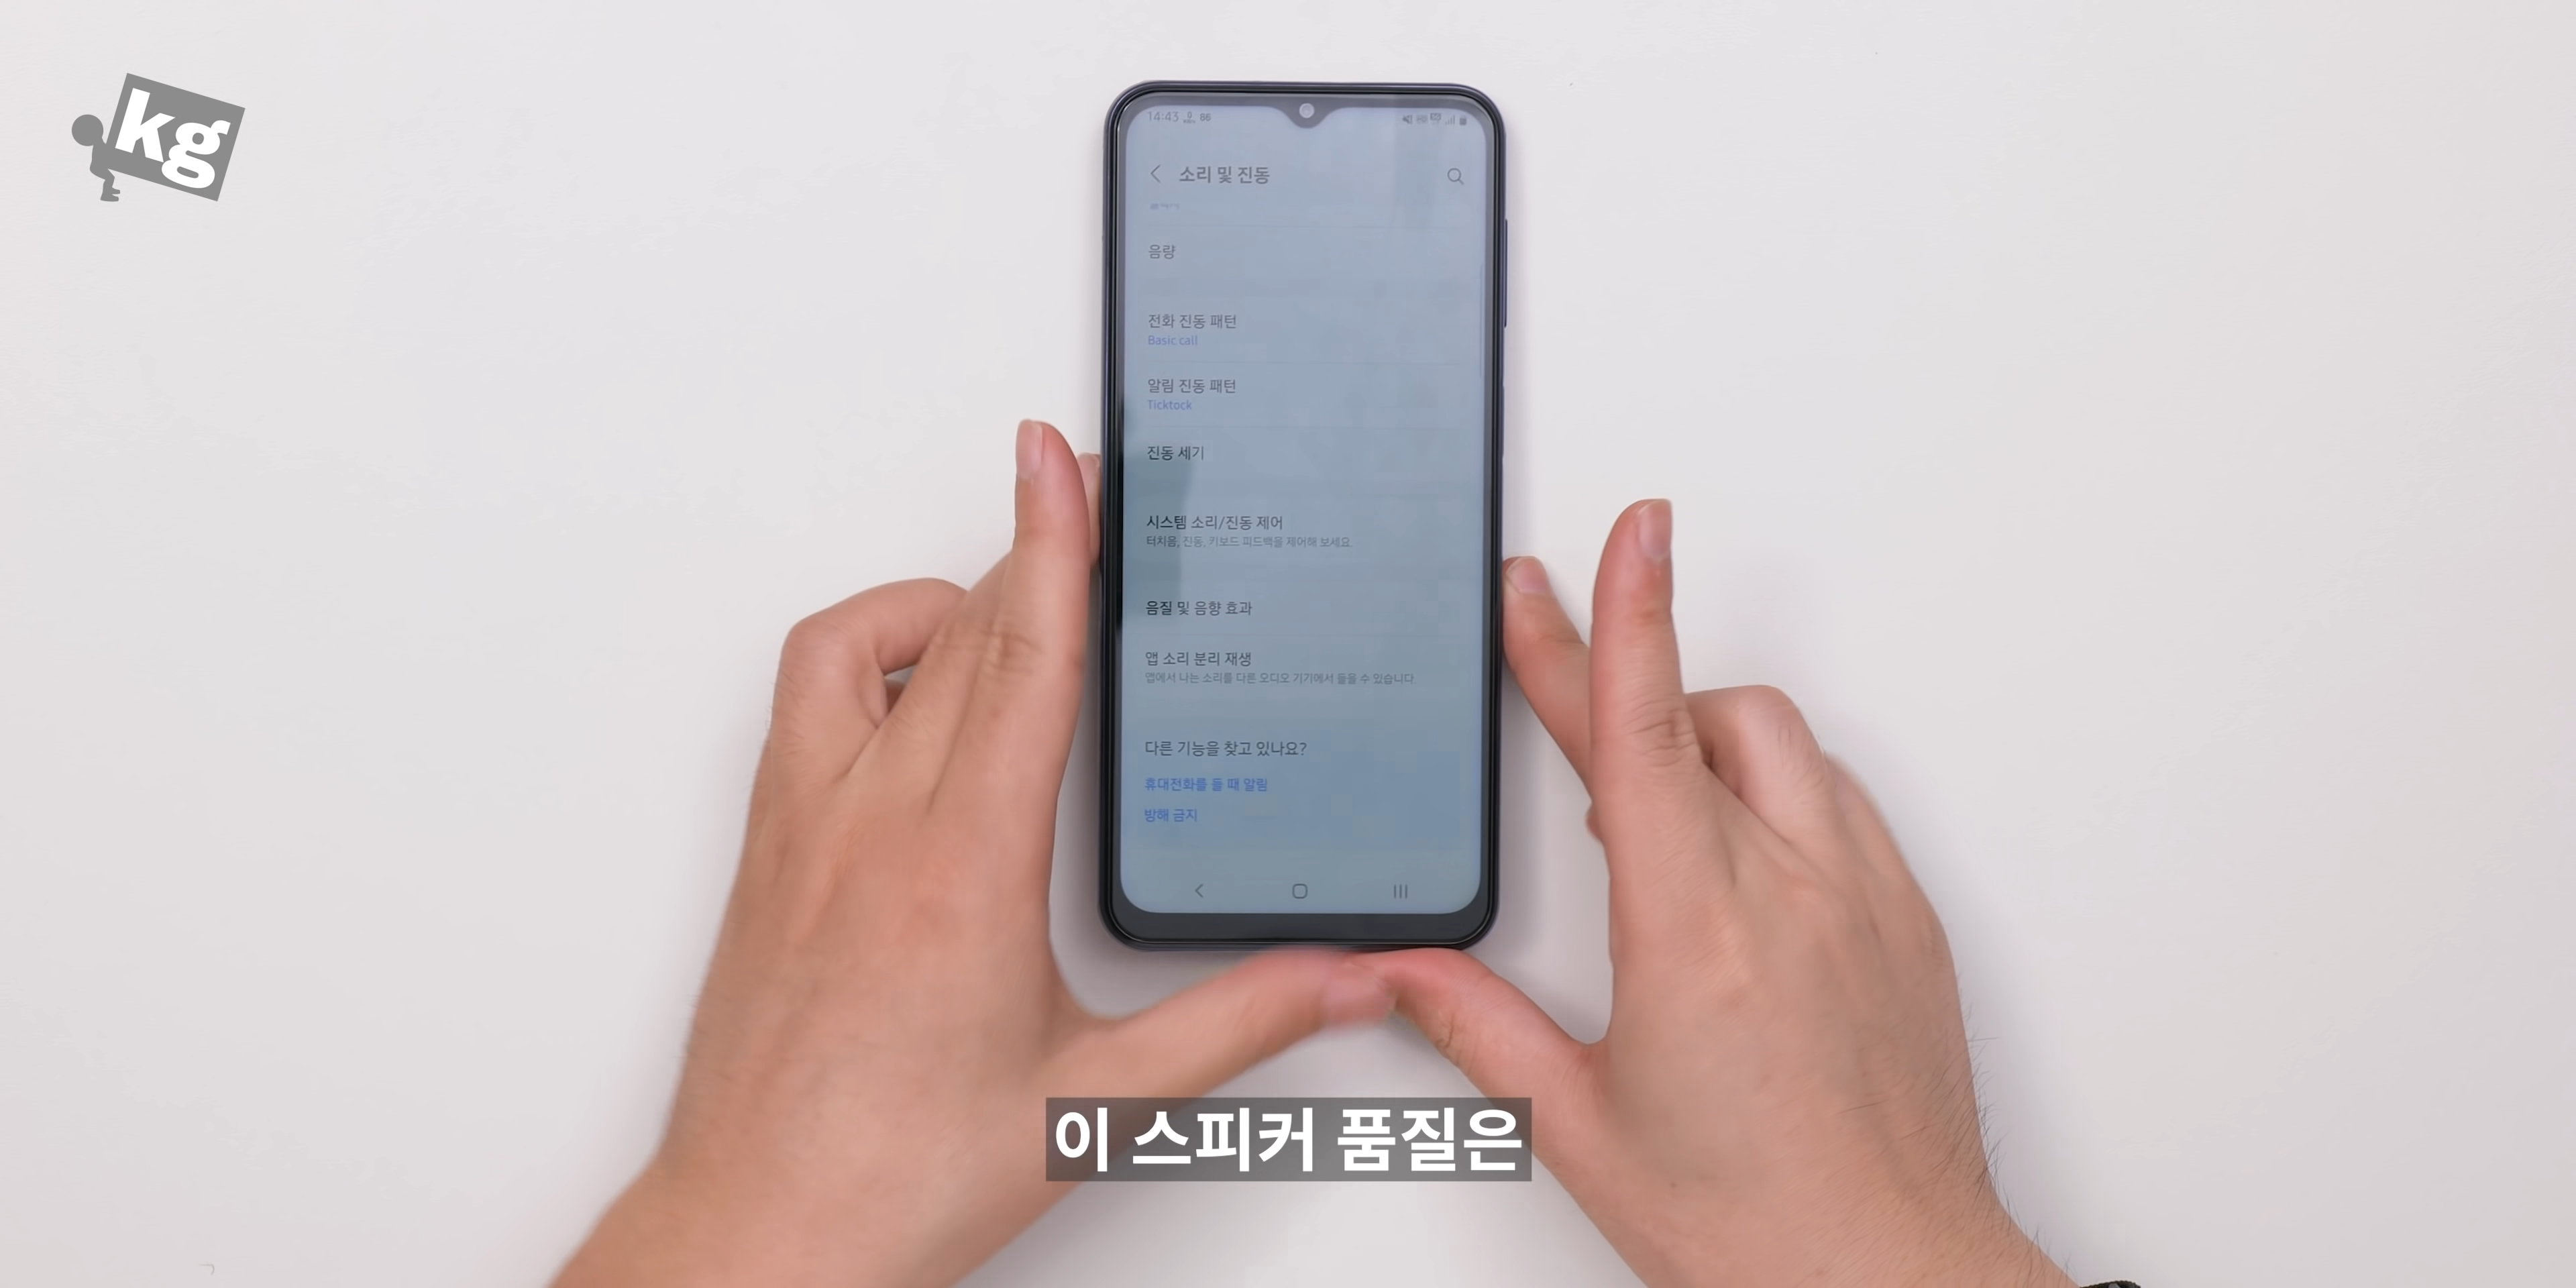 kg
14:43
86
소리 및 진동
음량
전화 진동 패턴
Basic call
알림 진동 패턴
Ticktock
진동 세기
시스템 소리/진동 제어
터치음, 진동, 키보드 피드백을 제어해 보세요.
음질 및 음향 효과
앱 소리 분리 재생
앱에서 나는 소리를 다른 오디오 기기에서 들을 수 있습니다.
다른 기능을 찾고 있나요?
휴대전화를 들 때 알림
방해 금지
이 스피커 품질은